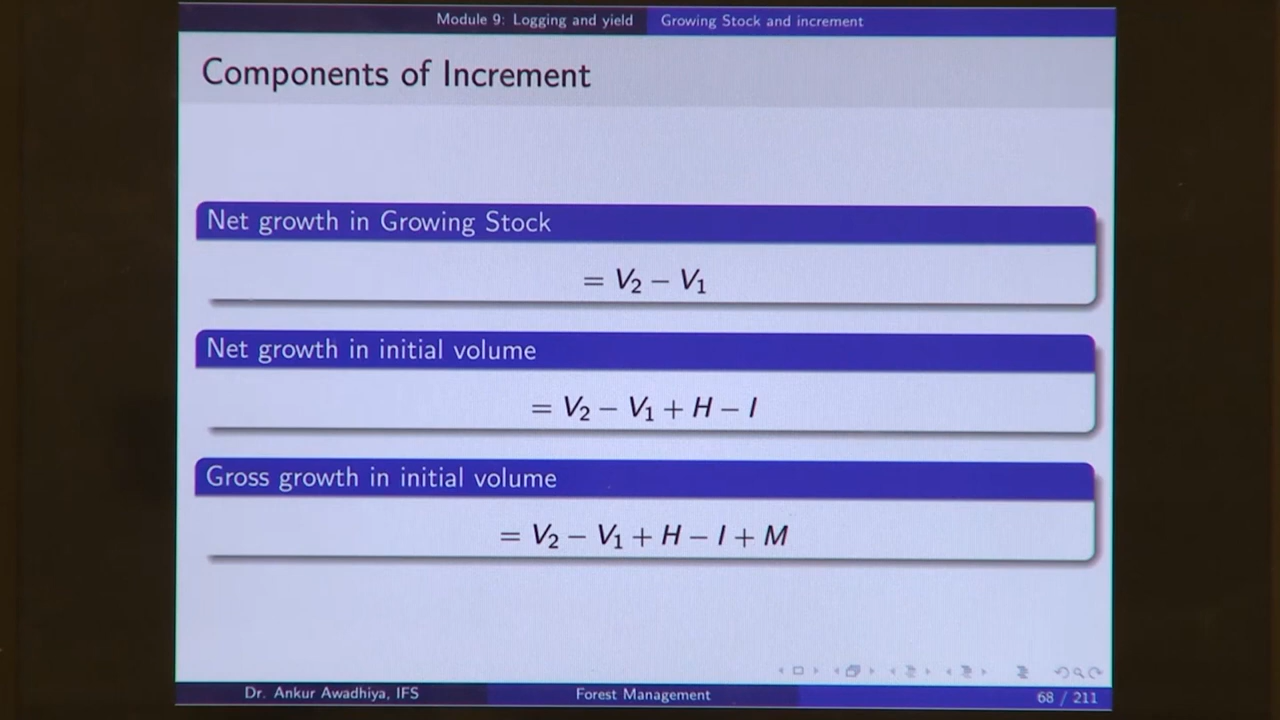 Module 9: Logging and yield Growing Stock and increment
Components of Increment
Net growth in Growing Stock
= V₂ − V₁
Net growth in initial volume
= V₂ − V₁ + H − I
Gross growth in initial volume
= V₂ − V₁ + H − I + M
Dr. Ankur Awadhiya, IFS Forest Management 68 / 211